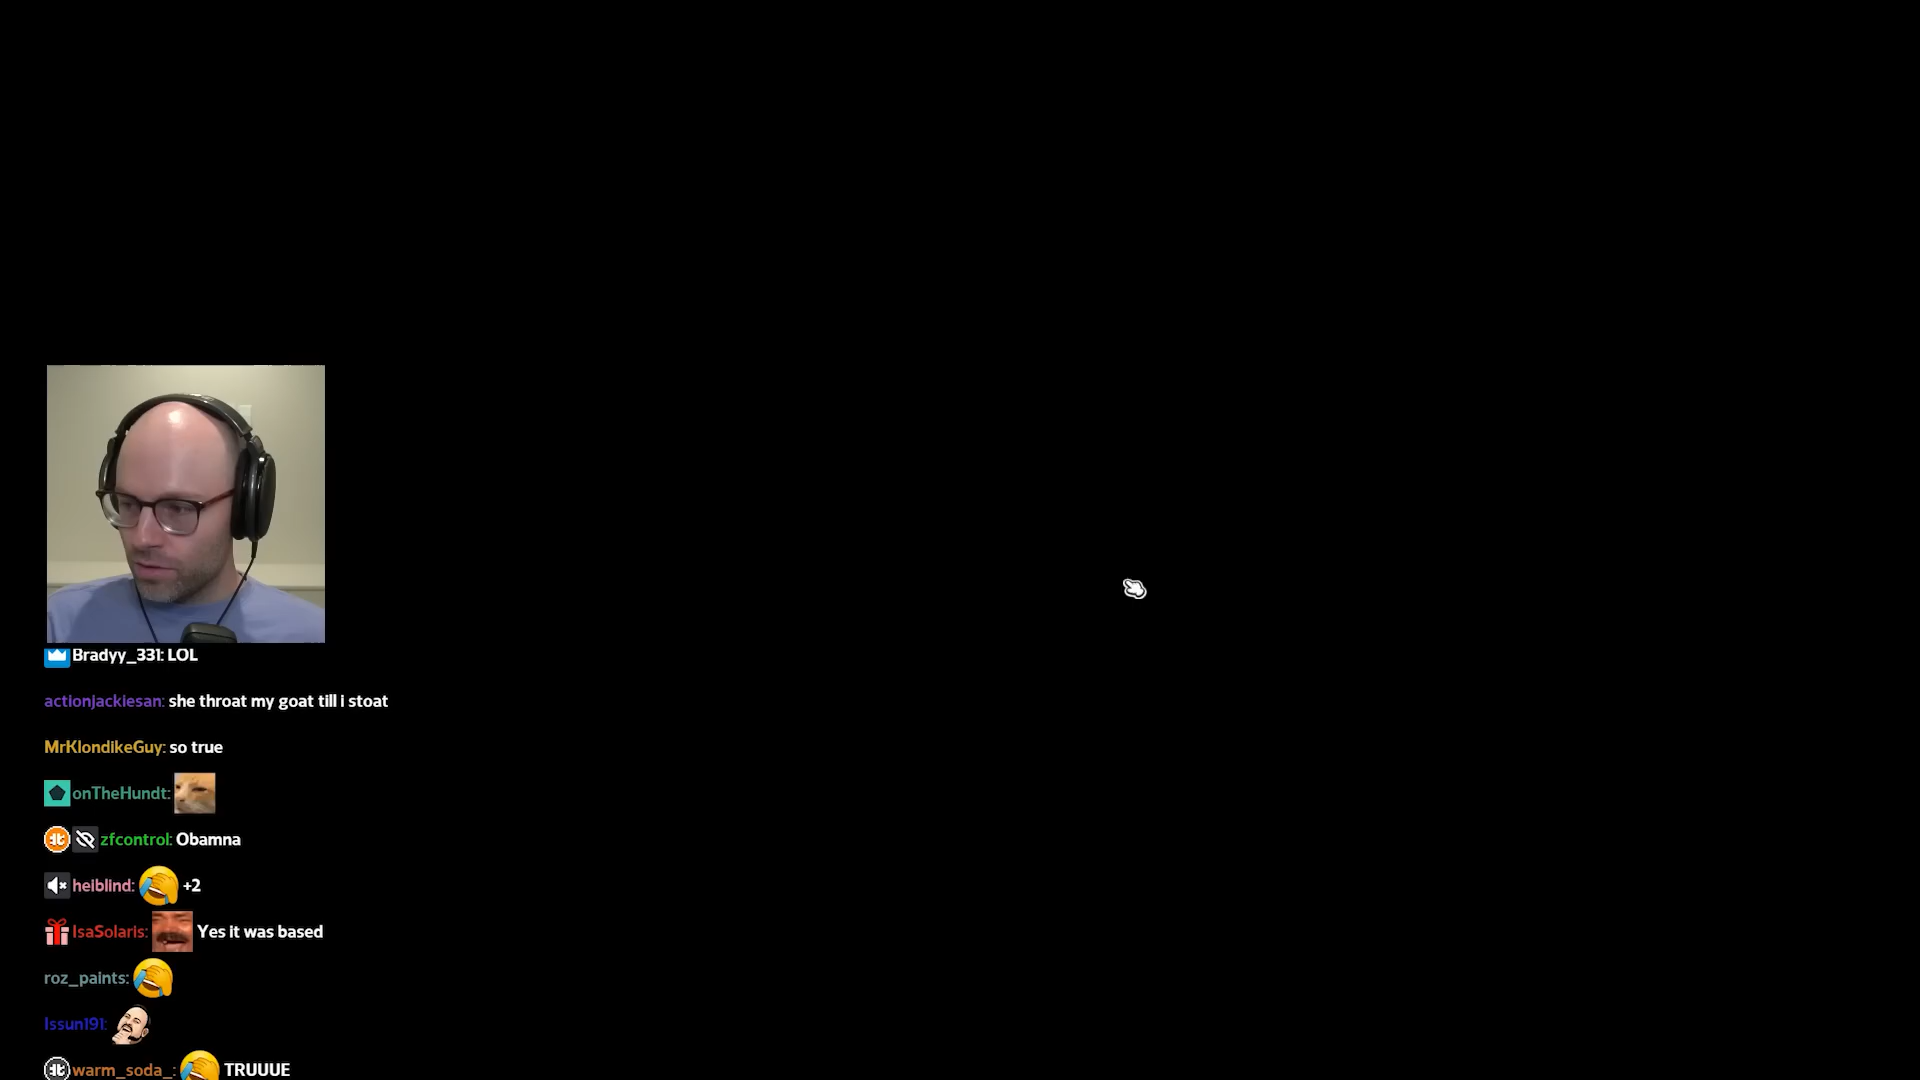 Bradyy_331: LOL
actionjackiesan: she throat my goat till i stoat
MrKlondikeGuy: so true
onTheHundt:
zfcontrol: Obamna
heiblind: +2
IsaSolaris: Yes it was based
roz_paints:
Issun191:
warm_soda_: TRUUUE